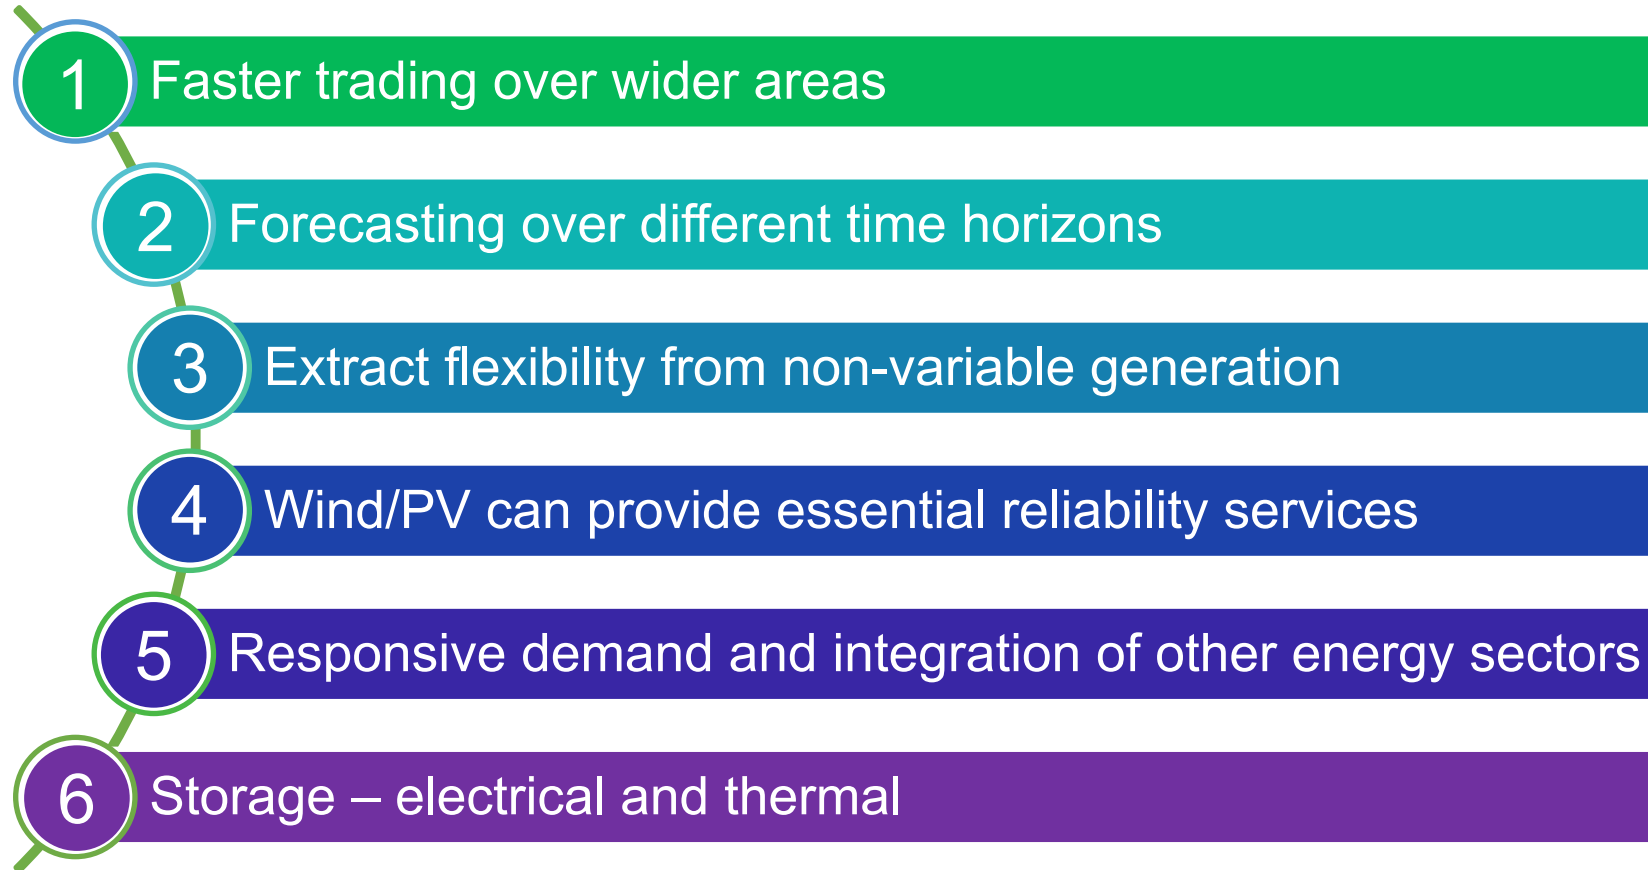 1 Faster trading over wider areas
2 Forecasting over different time horizons
3 Extract flexibility from non-variable generation
4 Wind/PV can provide essential reliability services
5 Responsive demand and integration of other energy sectors
6 Storage – electrical and thermal